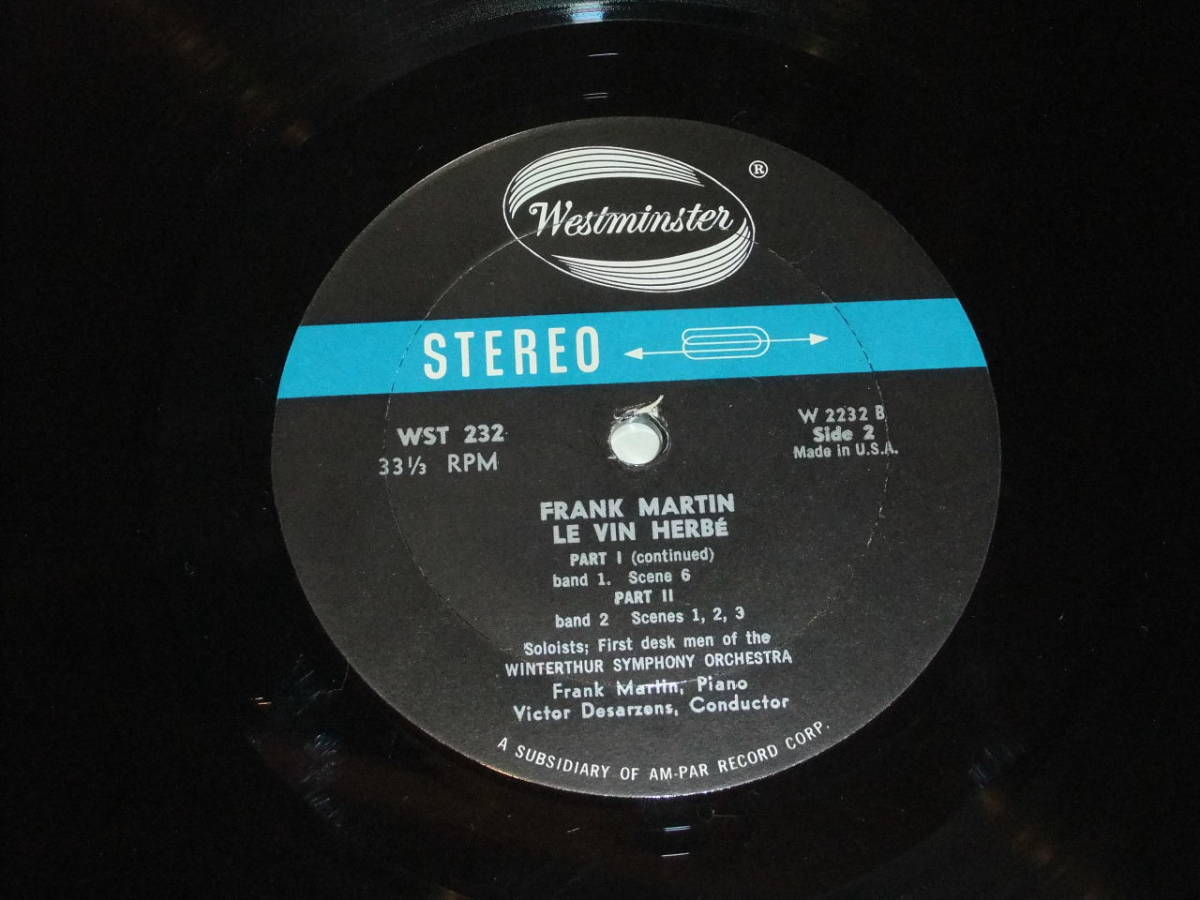 Westminster ®
STEREO
WST 232
33⅓ RPM
W 2232 B
Side 2
Made in U.S.A.
FRANK MARTIN
LE VIN HERBÉ
PART I (continued)
band 1. Scene 6
PART II
band 2 Scenes 1, 2, 3
Soloists; First desk men of the
WINTERTHUR SYMPHONY ORCHESTRA
Frank Martin, Piano
Victor Desarzens, Conductor
A SUBSIDIARY OF AM-PAR RECORD CORP.